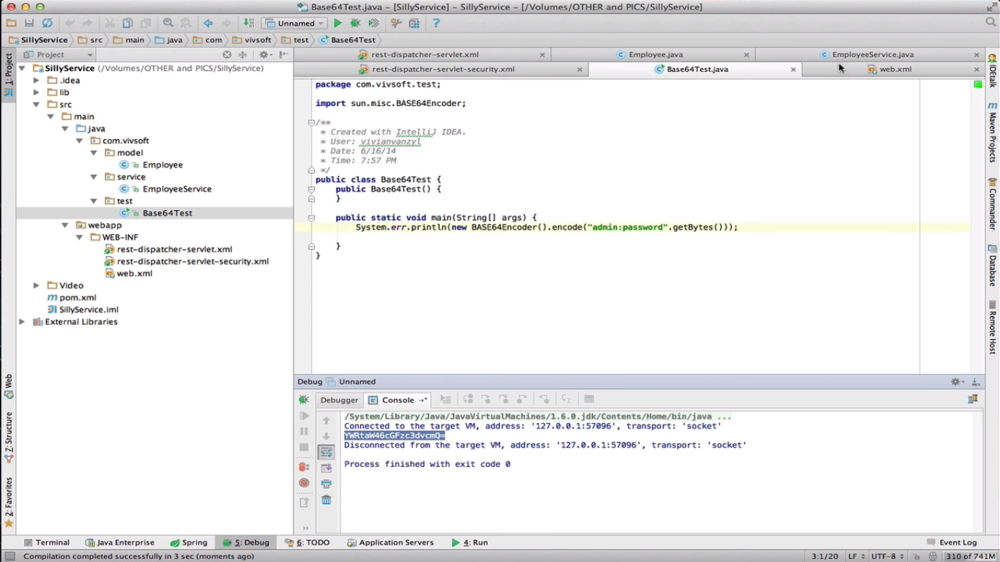 Base64Test.java - [SillyService] - SillyService - [/Volumes/OTHER and PICS/SillyService]
Unnamed
SillyService src main java com vivsoft test Base64Test
Project
rest-dispatcher-servlet.xml Employee.java EmployeeService.java
rest-dispatcher-servlet-security.xml Base64Test.java web.xml
1: Project
SillyService (/Volumes/OTHER and PICS/SillyService)
.idea
lib
src
main
java
com.vivsoft
model
Employee
service
EmployeeService
test
Base64Test
webapp
WEB-INF
rest-dispatcher-servlet.xml
rest-dispatcher-servlet-security.xml
web.xml
Video
pom.xml
SillyService.iml
External Libraries
Web
Z: Structure
2: Favorites
package com.vivsoft.test;
import sun.misc.BASE64Encoder;
/**
* Created with IntelliJ IDEA.
* User: vivianvanzyl
* Date: 6/16/14
* Time: 7:57 PM
*/
public class Base64Test {
public Base64Test() {
}
public static void main(String[] args) {
System.err.println(new BASE64Encoder().encode("admin:password".getBytes()));
}
}
IDEtalk
Maven Projects
Commander
Database
Remote Host
Debug Unnamed
Debugger Console
/System/Library/Java/JavaVirtualMachines/1.6.0.jdk/Contents/Home/bin/java ...
Connected to the target VM, address: '127.0.0.1:57096', transport: 'socket'
YWRtaW46cGFzc3dvcmQ=
Disconnected from the target VM, address: '127.0.0.1:57096', transport: 'socket'
Process finished with exit code 0
Terminal Java Enterprise Spring 5: Debug 6: TODO Application Servers 4: Run Event Log
Compilation completed successfully in 3 sec (moments ago) 3:1/20 LF UTF-8 310 of 741M